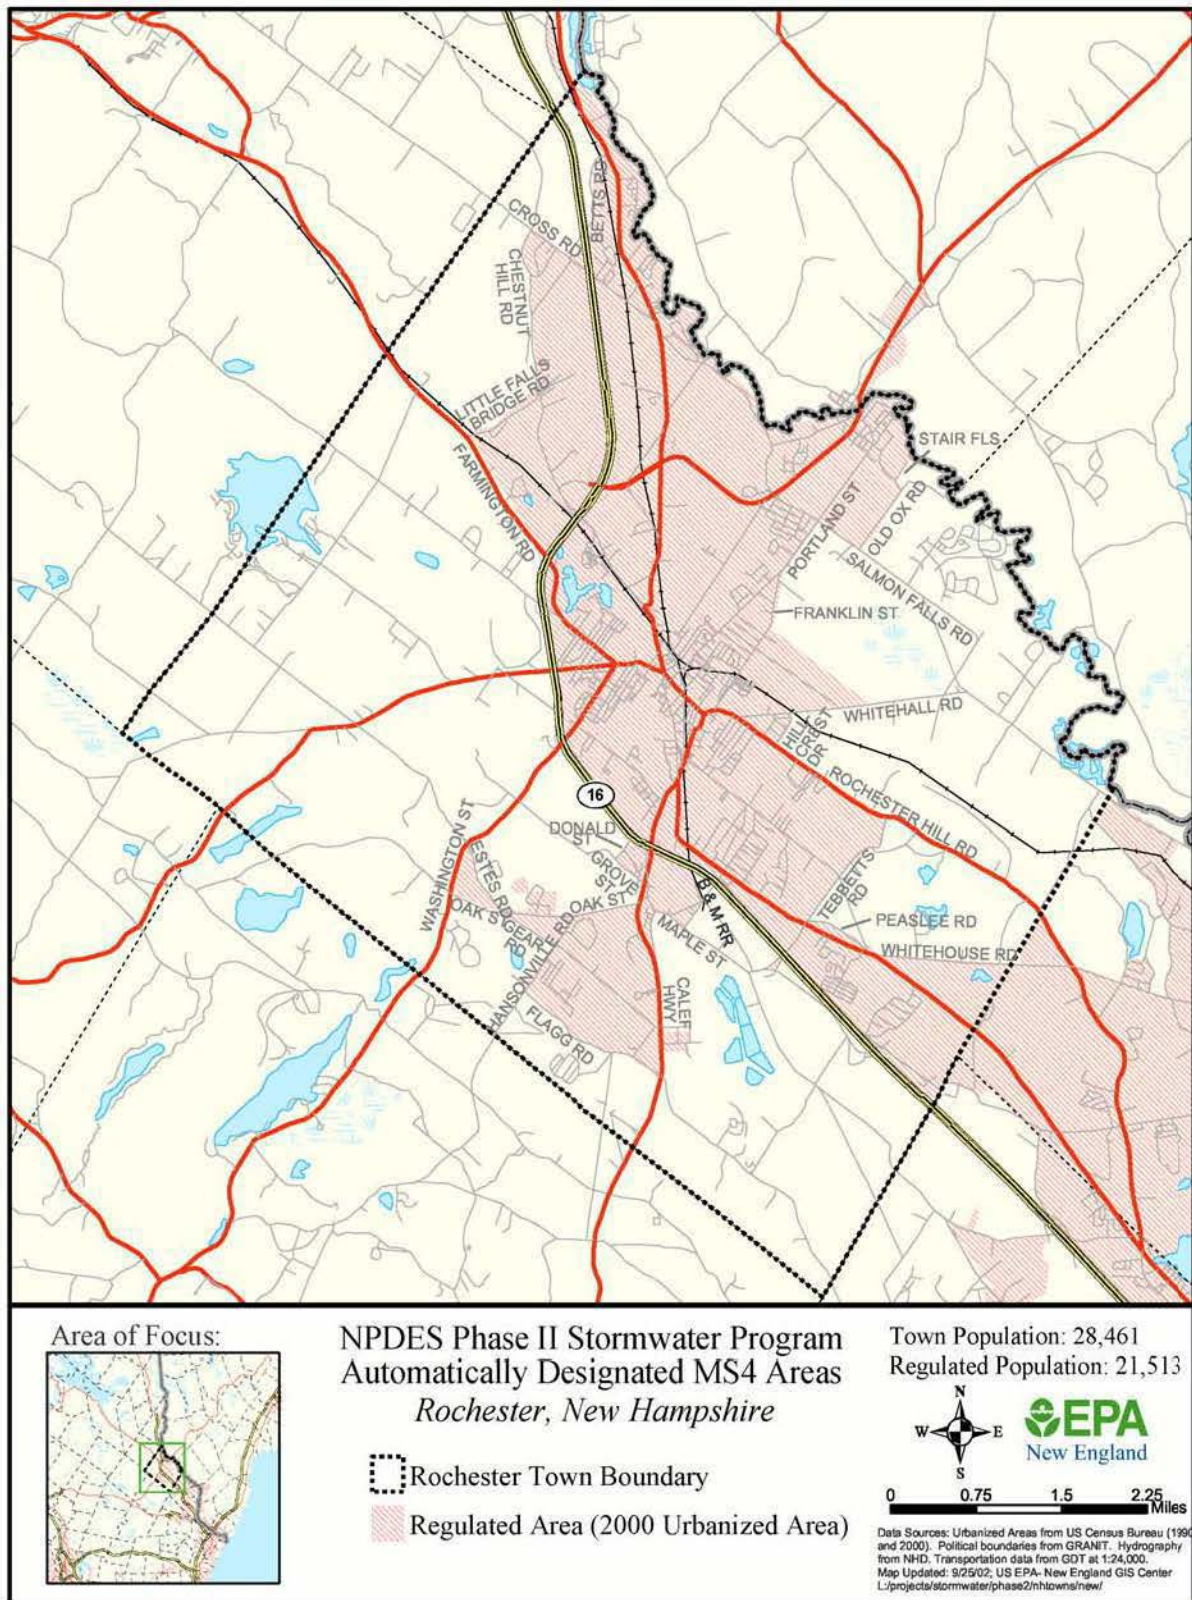 CROSS RD
BETTS RD
CHESTNUT
HILL RD
LITTLE FALLS
BRIDGE RD
FARMINGTON RD
STAIR FLS
PORTLAND ST
OLD OX RD
SALMON FALLS RD
FRANKLIN ST
WHITEHALL RD
HILL
CREST
DR
ROCHESTER HILL RD
16
DONALD
ST
GROVE
ST
WASHINGTON ST
ESTES RD
OAK ST
GEAR
RD
HANSONVILLE RD
OAK ST
FLAGG RD
MAPLE ST
B & M RR
CALEF
HWY
TEBBETTS
RD
PEASLEE RD
WHITEHOUSE RD
Area of Focus:
NPDES Phase II Stormwater Program
Automatically Designated MS4 Areas
Rochester, New Hampshire
Rochester Town Boundary
Regulated Area (2000 Urbanized Area)
Town Population: 28,461
Regulated Population: 21,513
N
W E
S
EPA
New England
0 0.75 1.5 2.25
Miles
Data Sources: Urbanized Areas from US Census Bureau (1990
and 2000). Political boundaries from GRANIT. Hydrography
from NHD. Transportation data from GDT at 1:24,000.
Map Updated: 9/25/02; US EPA- New England GIS Center
L:/projects/stormwater/phase2/nhtowns/new/